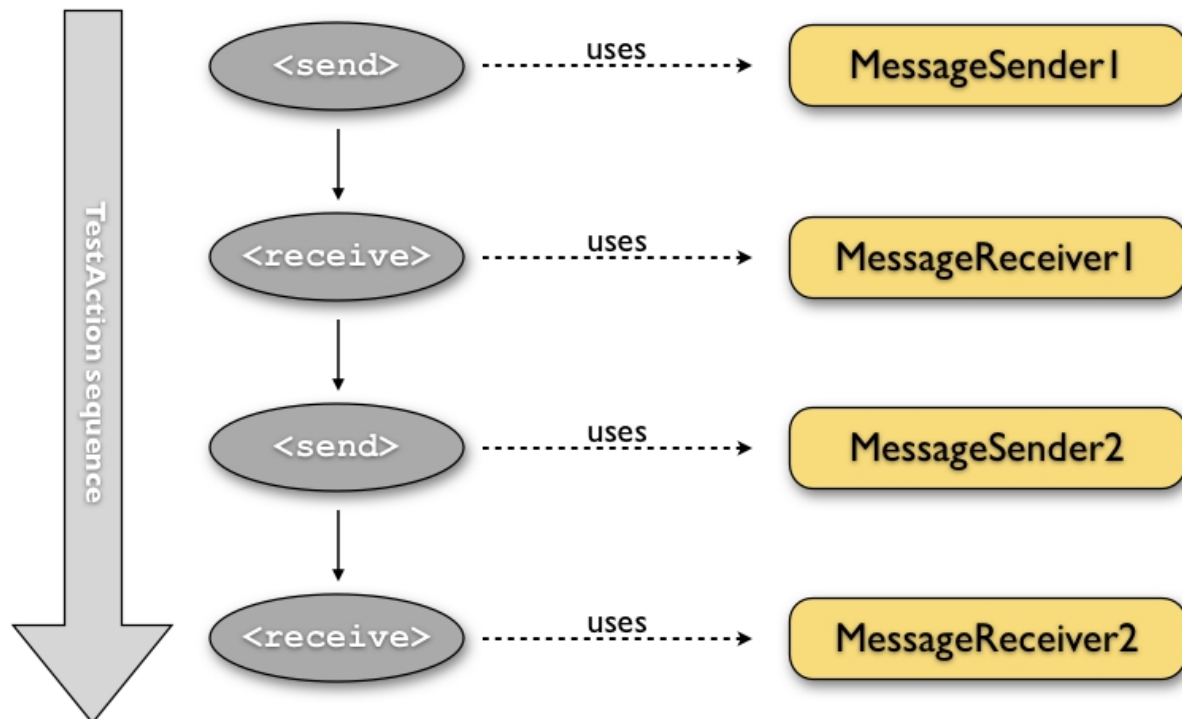 TestAction sequence
<send>
uses
MessageSender1
<receive>
uses
MessageReceiver1
<send>
uses
MessageSender2
<receive>
uses
MessageReceiver2